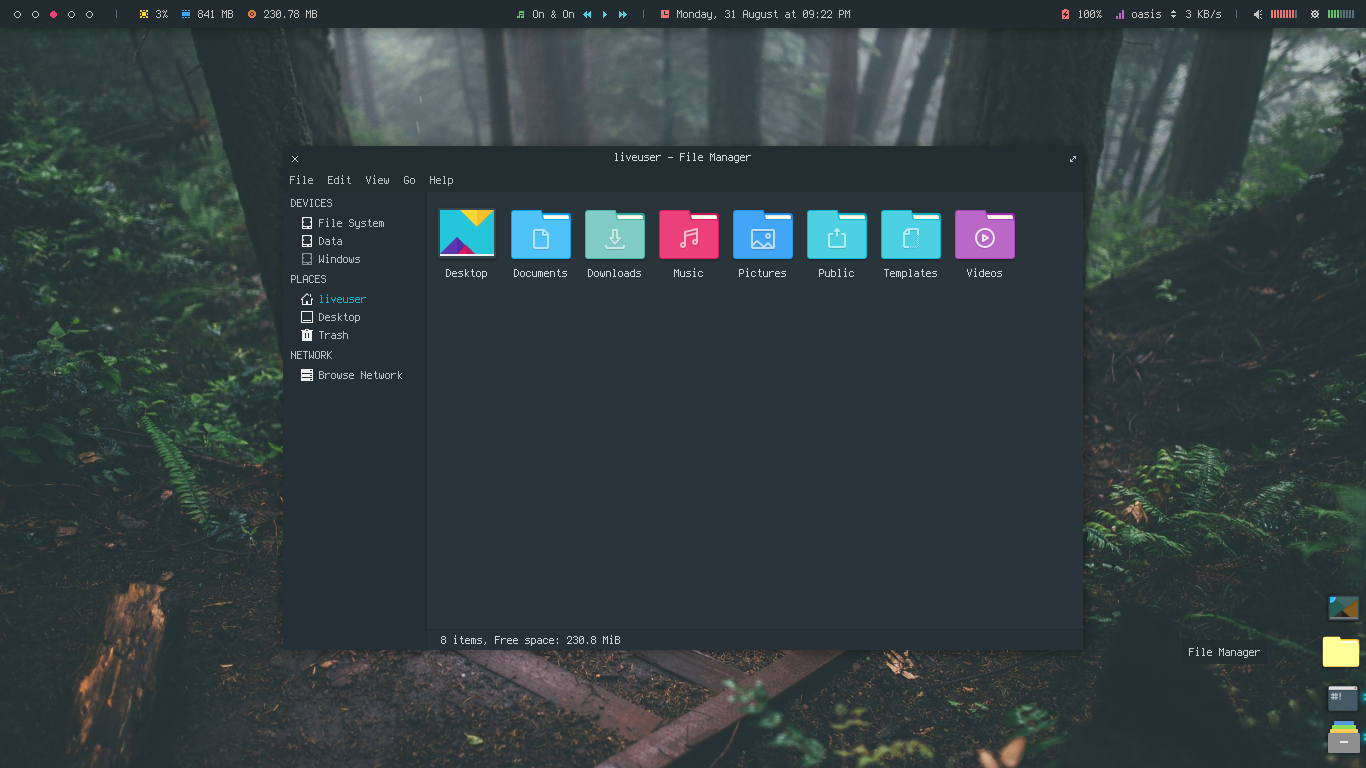 3% 841 MB 230.78 MB On & On Monday, 31 August at 09:22 PM 100% oasis 3 KB/s
liveuser - File Manager
File Edit View Go Help
DEVICES
File System
Data
Windows
PLACES
liveuser
Desktop
Trash
NETWORK
Browse Network
Desktop Documents Downloads Music Pictures Public Templates Videos
8 items, Free space: 230.8 MiB
File Manager
#!